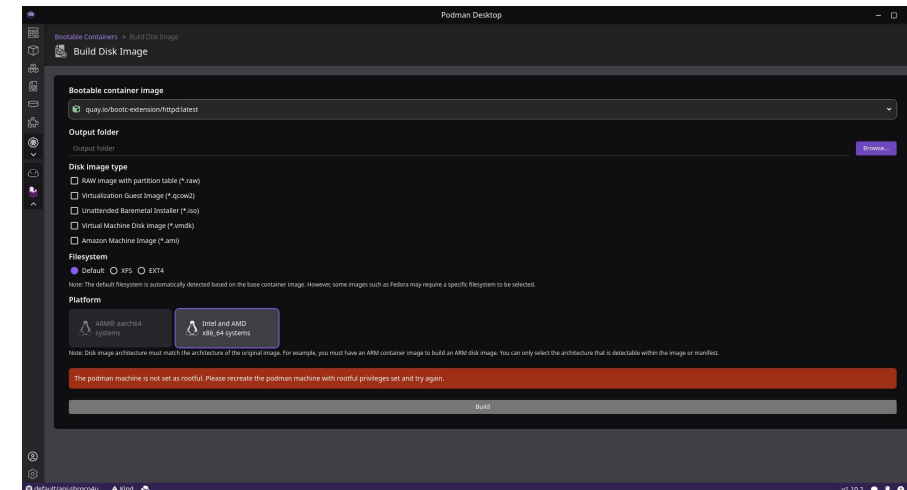 Podman Desktop
Bootable Containers > Build Disk Image
Build Disk Image
Bootable container image
quay.io/bootc-extension/httpd:latest
Output folder
Output folder
Browse...
Disk image type
RAW image with partition table (*.raw)
Virtualization Guest Image (*.qcow2)
Unattended Baremetal Installer (*.iso)
Virtual Machine Disk image (*.vmdk)
Amazon Machine Image (*.ami)
Filesystem
Default XFS EXT4
Note: The default filesystem is automatically detected based on the base container image. However, some images such as Fedora may require a specific filesystem to be selected.
Platform
ARM® aarch64
systems
Intel and AMD
x86_64 systems
Note: Disk image architecture must match the architecture of the original image. For example, you must have an ARM container image to build an ARM disk image. You can only select the architecture that is detectable within the image or manifest.
The podman machine is not set as rootful. Please recreate the podman machine with rootful privileges set and try again.
Build
Kind